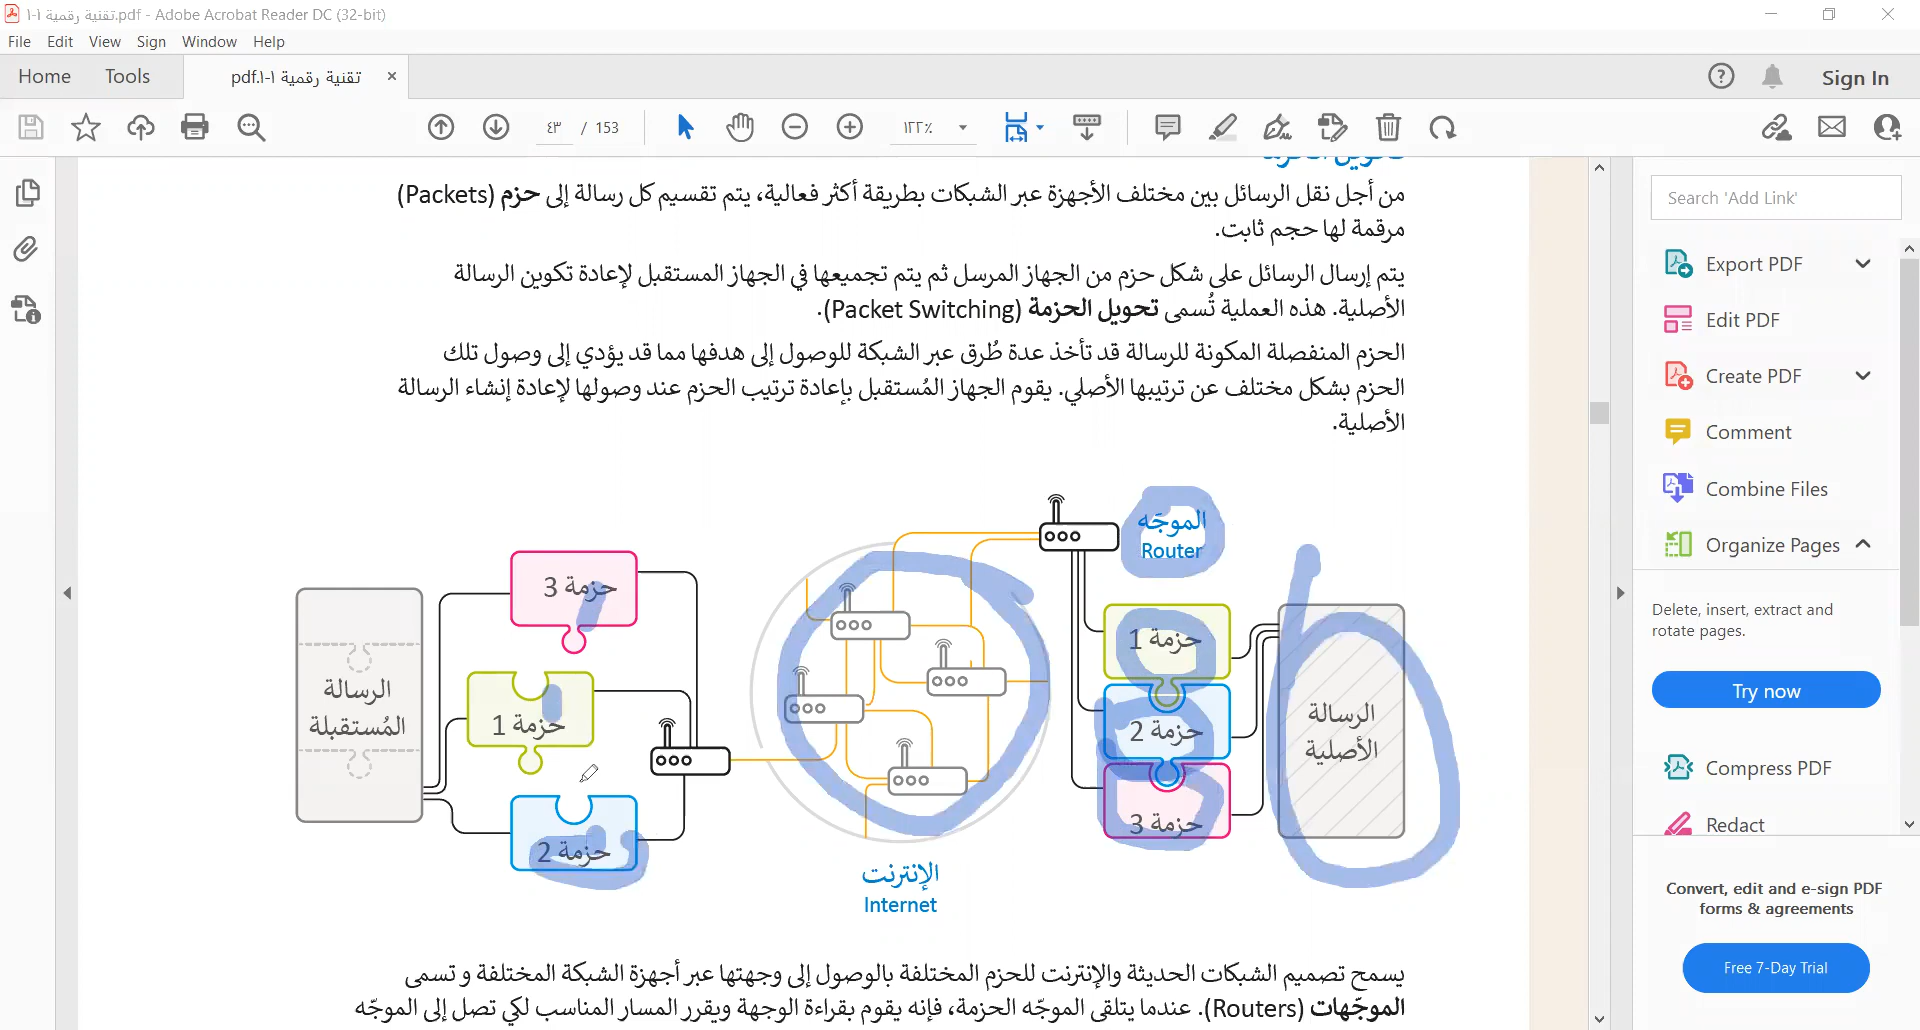 تقنية رقمية ١-١.pdf - Adobe Acrobat Reader DC (32-bit)
File Edit View Sign Window Help
Home Tools تقنية رقمية ١-١.pdf × Sign In
٤٣ / 153 ١٢٢٪
من أجل نقل الرسائل بين مختلف الأجهزة عبر الشبكات بطريقة أكثر فعالية، يتم تقسيم كل رسالة إلى حزم (Packets)
مرقمة لها حجم ثابت.
يتم إرسال الرسائل على شكل حزم من الجهاز المرسل ثم يتم تجميعها في الجهاز المستقبل لإعادة تكوين الرسالة
الأصلية. هذه العملية تُسمى تحويل الحزمة (Packet Switching).
الحزم المنفصلة المكونة للرسالة قد تأخذ عدة طُرق عبر الشبكة للوصول إلى هدفها مما قد يؤدي إلى وصول تلك
الحزم بشكل مختلف عن ترتيبها الأصلي. يقوم الجهاز المُستقبل بإعادة ترتيب الحزم عند وصولها لإعادة إنشاء الرسالة
الأصلية.
الموجّه
Router
حزمة 1
حزمة 2
حزمة 3
الرسالة
الأصلية
الإنترنت
Internet
حزمة 3
حزمة 1
حزمة 2
الرسالة
المُستقبلة
يسمح تصميم الشبكات الحديثة والإنترنت للحزم المختلفة بالوصول إلى وجهتها عبر أجهزة الشبكة المختلفة و تسمى
الموجّهات (Routers). عندما يتلقى الموجّه الحزمة، فإنه يقوم بقراءة الوجهة ويقرر المسار المناسب لكي تصل إلى الموجّه
Search 'Add Link'
Export PDF
Edit PDF
Create PDF
Comment
Combine Files
Organize Pages
Delete, insert, extract and
rotate pages.
Try now
Compress PDF
Redact
Convert, edit and e-sign PDF
forms & agreements
Free 7-Day Trial